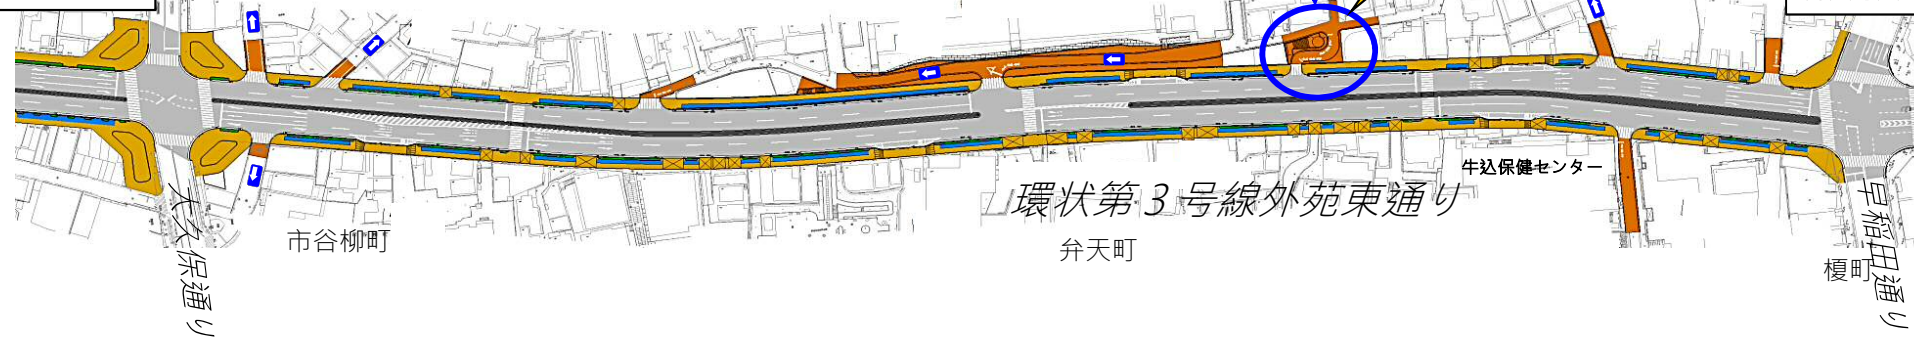 牛込保健センター
環状第３号線外苑東通り
市谷柳町
弁天町
榎町
大久保通り
早稲田通り